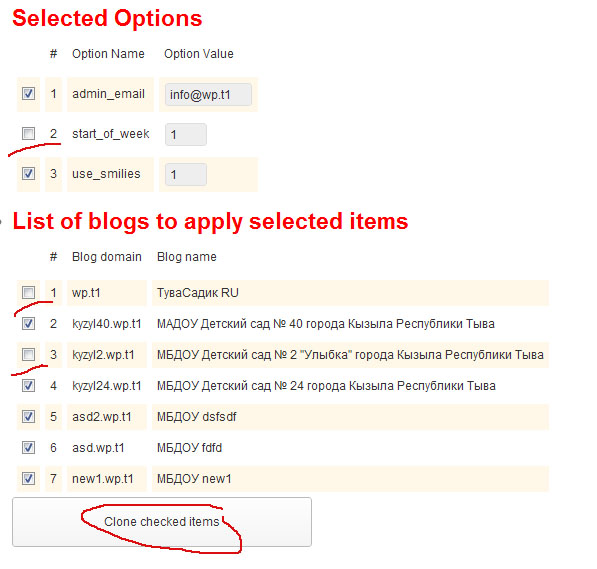 Selected Options
# Option Name Option Value
1 admin_email info@wp.t1
2 start_of_week 1
3 use_smilies 1
List of blogs to apply selected items
# Blog domain Blog name
1 wp.t1 ТуваСадик RU
2 kyzyl40.wp.t1 МАДОУ Детский сад № 40 города Кызыла Республики Тыва
3 kyzyl2.wp.t1 МБДОУ Детский сад № 2 "Улыбка" города Кызыла Республики Тыва
4 kyzyl24.wp.t1 МБДОУ Детский сад № 24 города Кызыла Республики Тыва
5 asd2.wp.t1 МБДОУ dsfsdf
6 asd.wp.t1 МБДОУ fdfd
7 new1.wp.t1 МБДОУ new1
Clone checked items